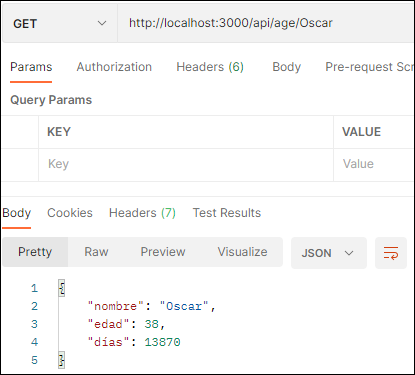 GET http://localhost:3000/api/age/Oscar
Params Authorization Headers (6) Body Pre-request Scr
Query Params
KEY VALUE
Key Value
Body Cookies Headers (7) Test Results
Pretty Raw Preview Visualize JSON
1 {
2 "nombre": "Oscar",
3 "edad": 38,
4 "días": 13870
5 }